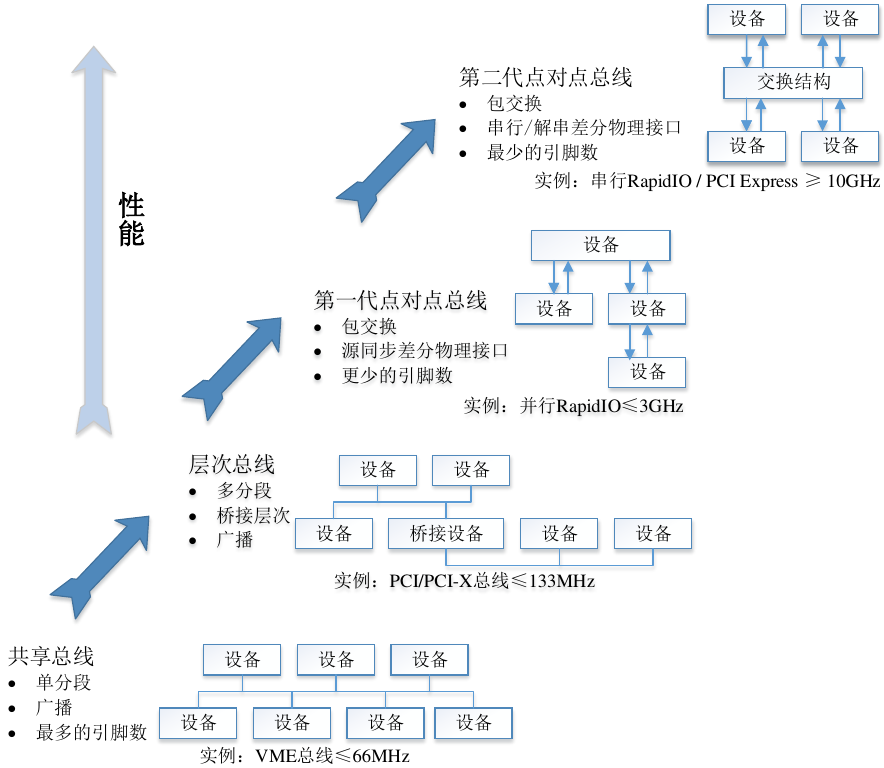 设备
设备
交换结构
设备
设备
第二代点对点总线
● 包交换
● 串行/解串差分物理接口
● 最少的引脚数
实例：串行RapidIO / PCI Express ≥ 10GHz
性能
设备
设备
设备
设备
第一代点对点总线
● 包交换
● 源同步差分物理接口
● 更少的引脚数
实例：并行RapidIO≤3GHz
层次总线
● 多分段
● 桥接层次
● 广播
设备
设备
设备
桥接设备
设备
设备
实例：PCI/PCI-X总线≤133MHz
共享总线
● 单分段
● 广播
● 最多的引脚数
设备
设备
设备
设备
设备
设备
设备
实例：VME总线≤66MHz